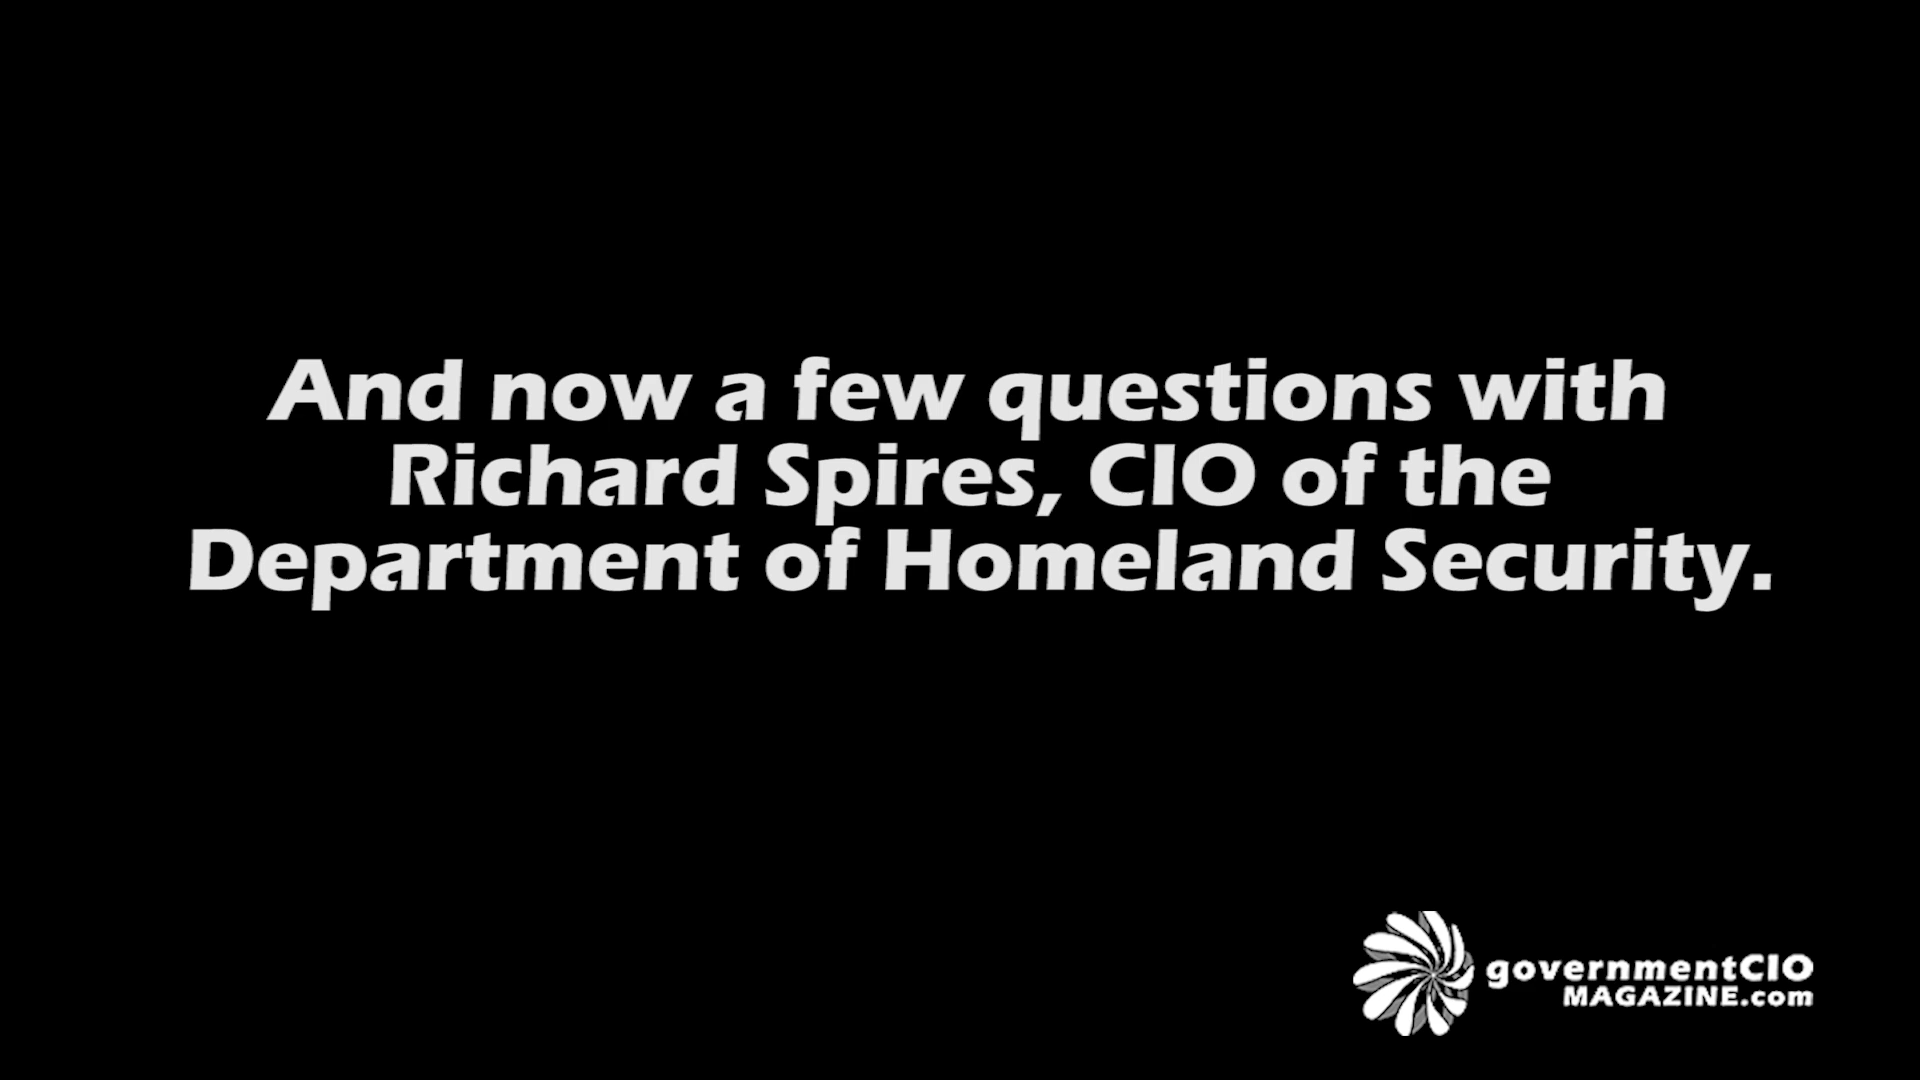 And now a few questions with
Richard Spires, CIO of the
Department of Homeland Security.
governmentCIO
MAGAZINE.com